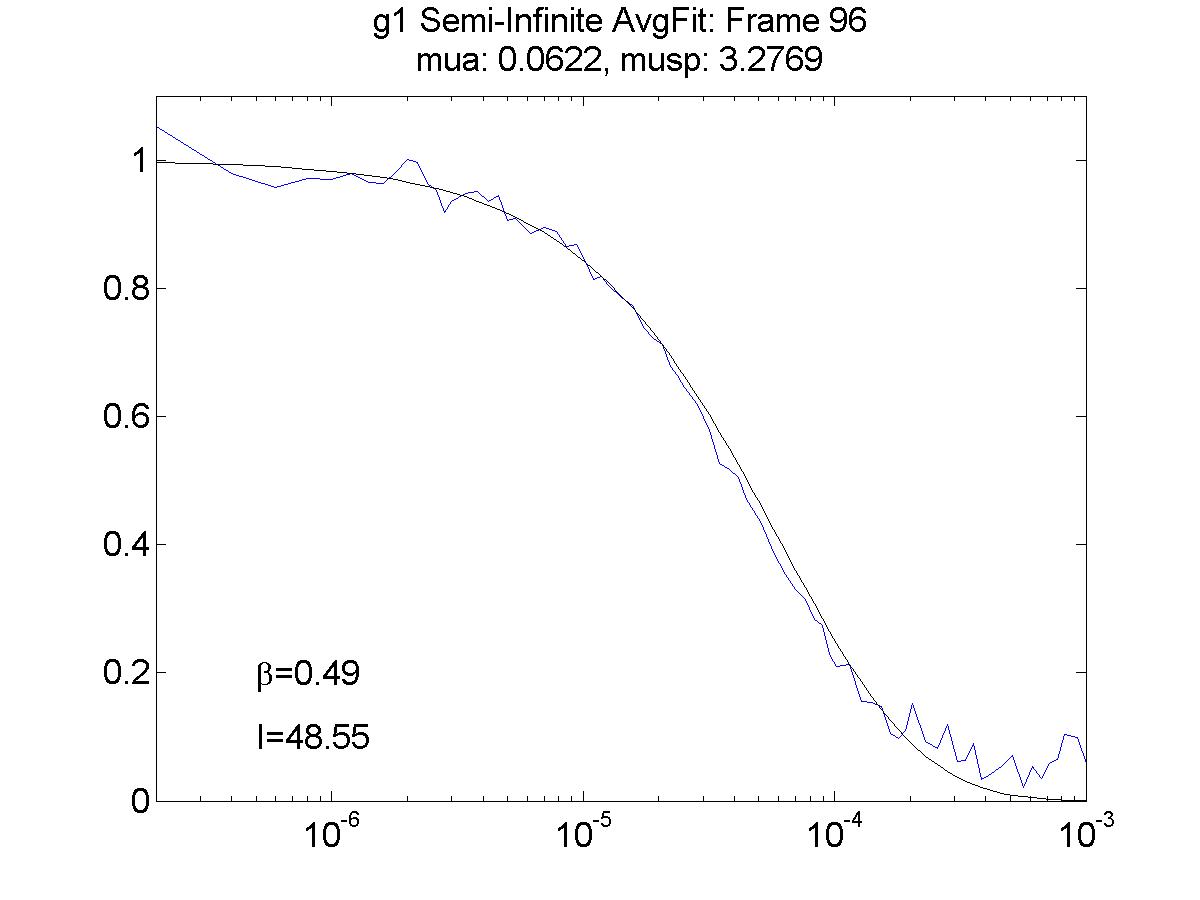 g1 Semi-Infinite AvgFit: Frame 96
mua: 0.0622, musp: 3.2769
1
0.8
0.6
0.4
0.2
0
β=0.49
I=48.55
10^-6
10^-5
10^-4
10^-3